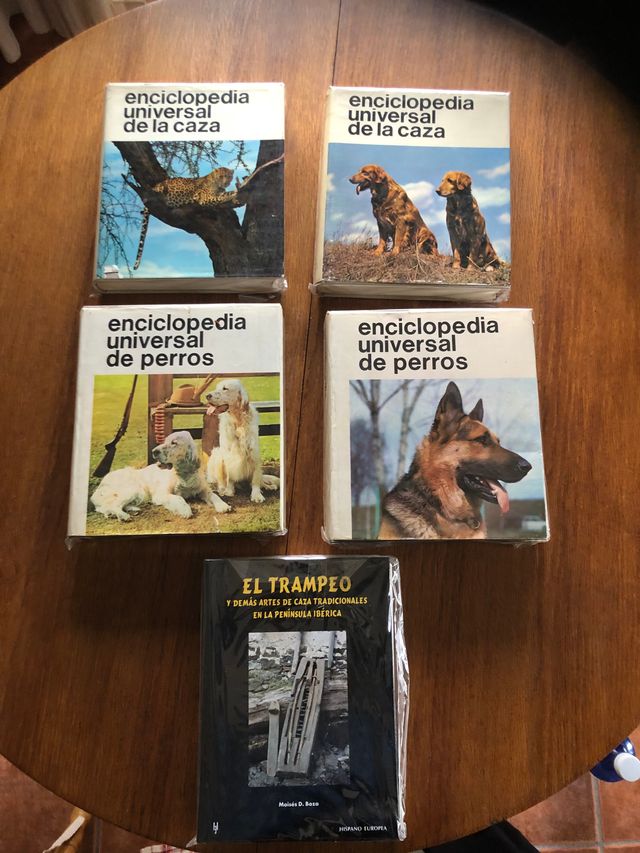 enciclopedia
universal
de la caza
enciclopedia
universal
de la caza
enciclopedia
universal
de perros
enciclopedia
universal
de perros
EL TRAMPEO
Y DEMÁS ARTES DE CAZA TRADICIONALES
EN LA PENÍNSULA IBÉRICA
Moisés D. Boza
HISPANO EUROPEA